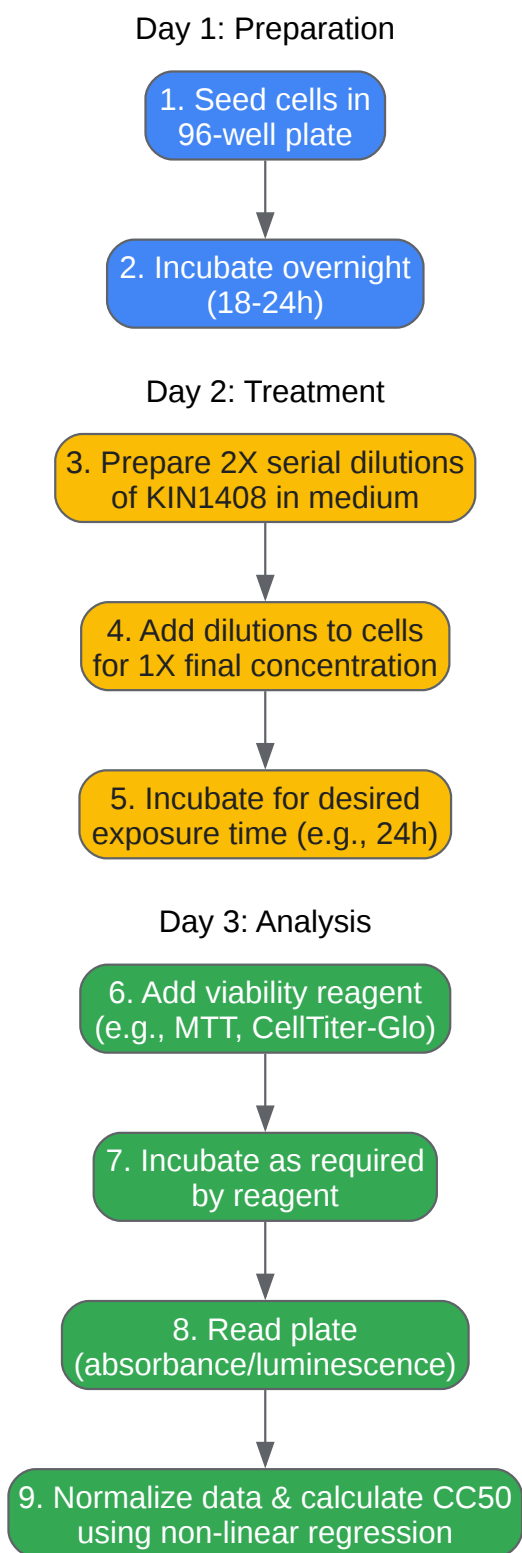 Day 1: Preparation
1. Seed cells in
96-well plate
2. Incubate overnight
(18-24h)
Day 2: Treatment
3. Prepare 2X serial dilutions
of KIN1408 in medium
4. Add dilutions to cells
for 1X final concentration
5. Incubate for desired
exposure time (e.g., 24h)
Day 3: Analysis
6. Add viability reagent
(e.g., MTT, CellTiter-Glo)
7. Incubate as required
by reagent
8. Read plate
(absorbance/luminescence)
9. Normalize data & calculate CC50
using non-linear regression